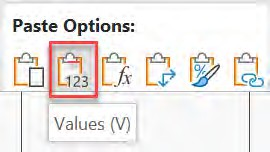 Paste Options:
123 fx %
Values (V)